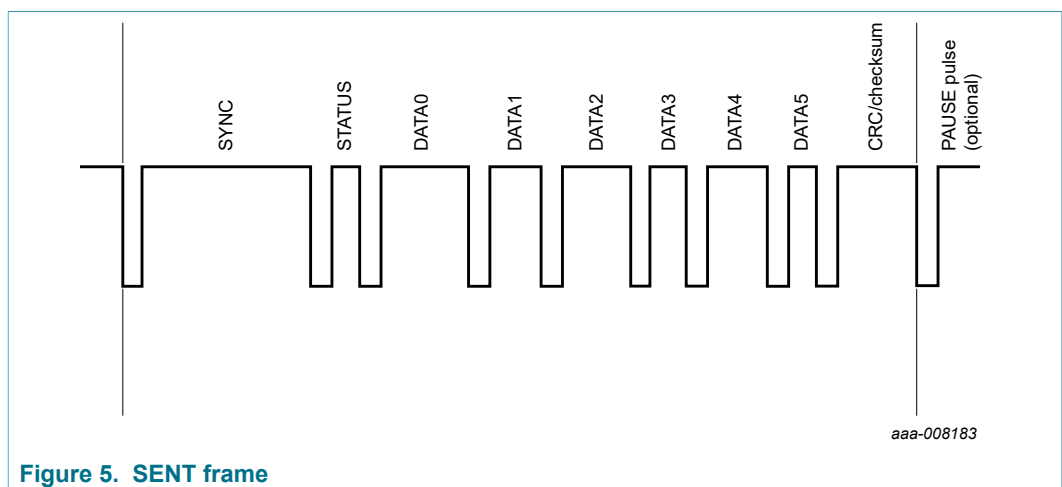 SYNC
STATUS
DATA0
DATA1
DATA2
DATA3
DATA4
DATA5
CRC/checksum
PAUSE pulse
(optional)
aaa-008183
Figure 5. SENT frame